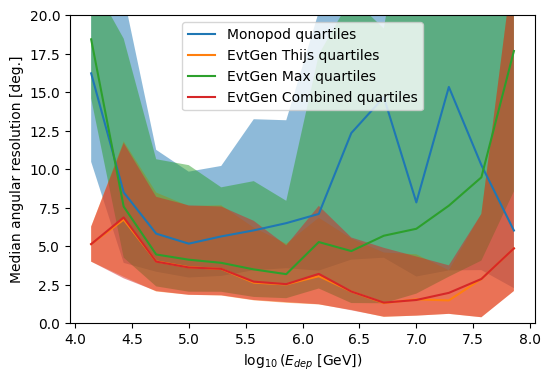 Median angular resolution [deg.]
20.0
17.5
15.0
12.5
10.0
7.5
5.0
2.5
0.0
Monopod quartiles
EvtGen Thijs quartiles
EvtGen Max quartiles
EvtGen Combined quartiles
4.0 4.5 5.0 5.5 6.0 6.5 7.0 7.5 8.0
log₁₀(E_dep [GeV])